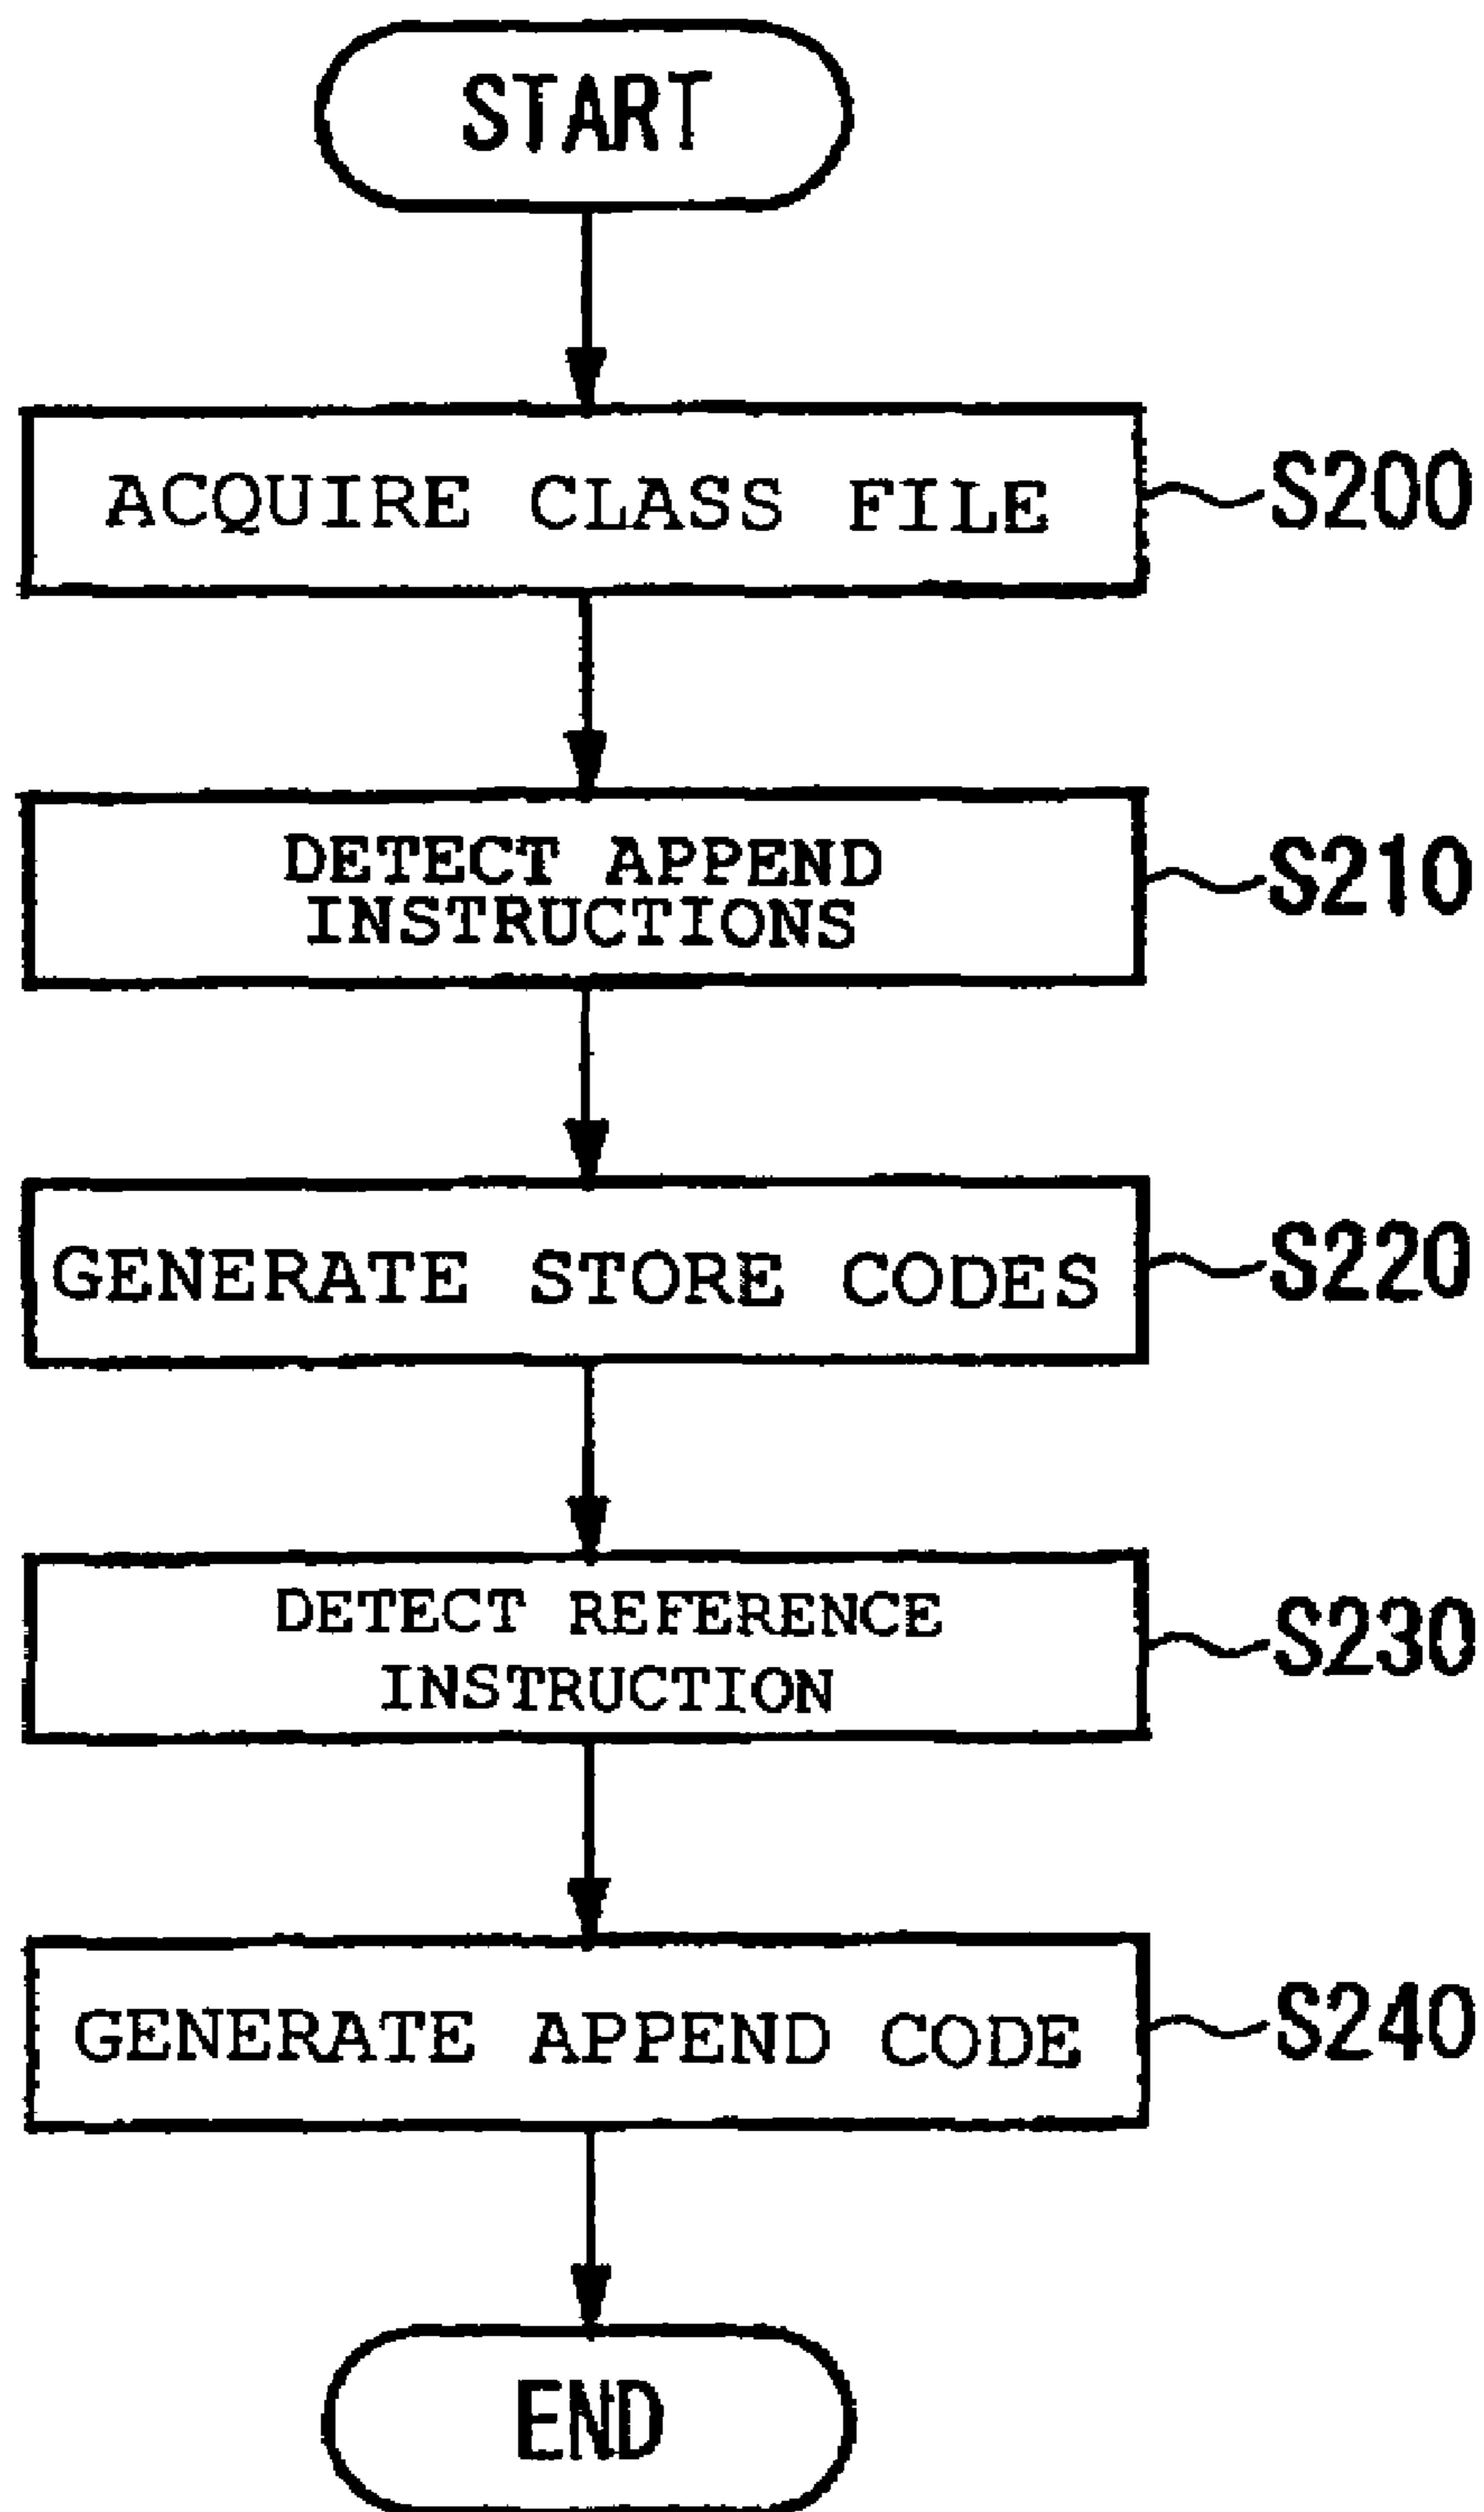 START
ACQUIRE CLASS FILE
S200
DETECT APPEND
INSTRUCTIONS
S210
GENERATE STORE CODES
S220
DETECT REFERENCE
INSTRUCTION
S230
GENERATE APPEND CODE
S240
END